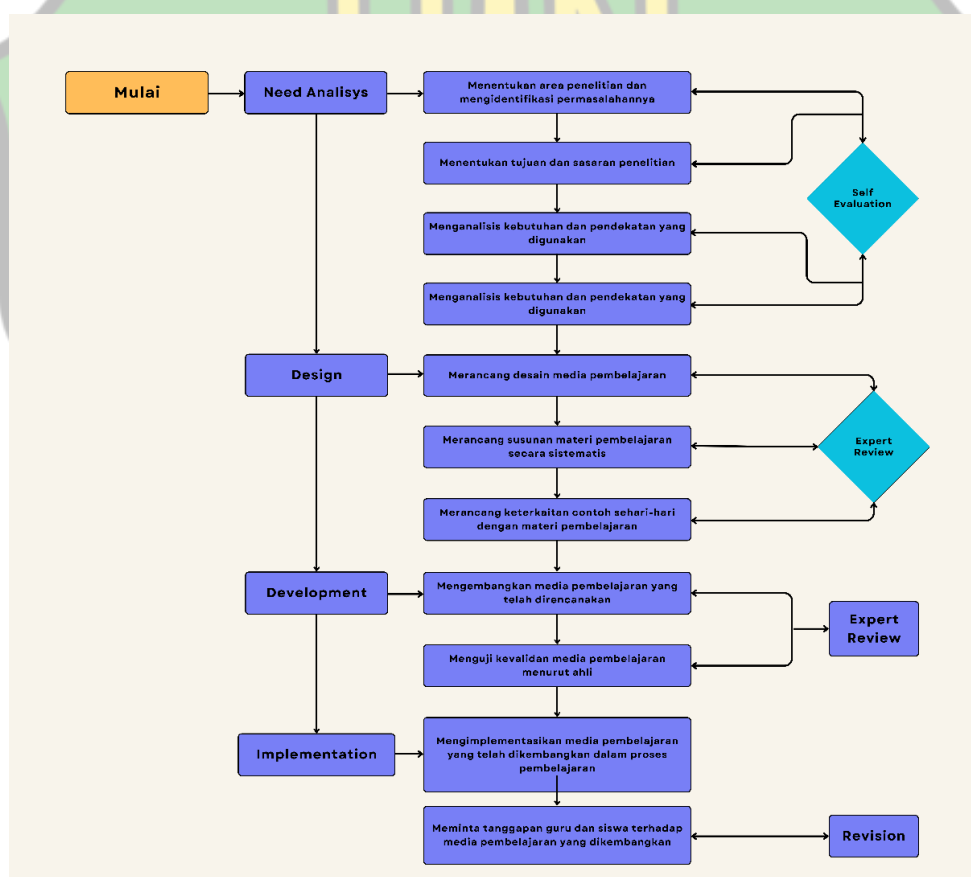 Mulai
Need Analisys
Menentukan area penelitian dan
mengidentifikasi permasalahannya
Menentukan tujuan dan sasaran penelitian
Self
Evaluation
Menganalisis kebutuhan dan pendekatan yang
digunakan
Menganalisis kebutuhan dan pendekatan yang
digunakan
Design
Merancang desain media pembelajaran
Merancang susunan materi pembelajaran
secara sistematis
Expert
Review
Merancang keterkaitan contoh sehari-hari
dengan materi pembelajaran
Development
Mengembangkan media pembelajaran yang
telah direncanakan
Expert
Review
Menguji kevalidan media pembelajaran
menurut ahli
Implementation
Mengimplementasikan media pembelajaran
yang telah dikembangkan dalam proses
pembelajaran
Meminta tanggapan guru dan siswa terhadap
media pembelajaran yang dikembangkan
Revision